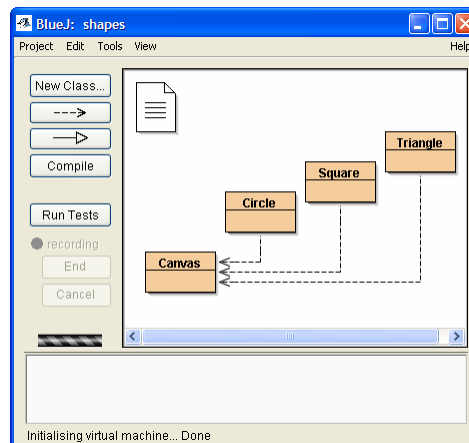 BlueJ: shapes
Project Edit Tools View Help
New Class...
Compile
Run Tests
recording
End
Cancel
Triangle
Square
Circle
Canvas
Initialising virtual machine... Done